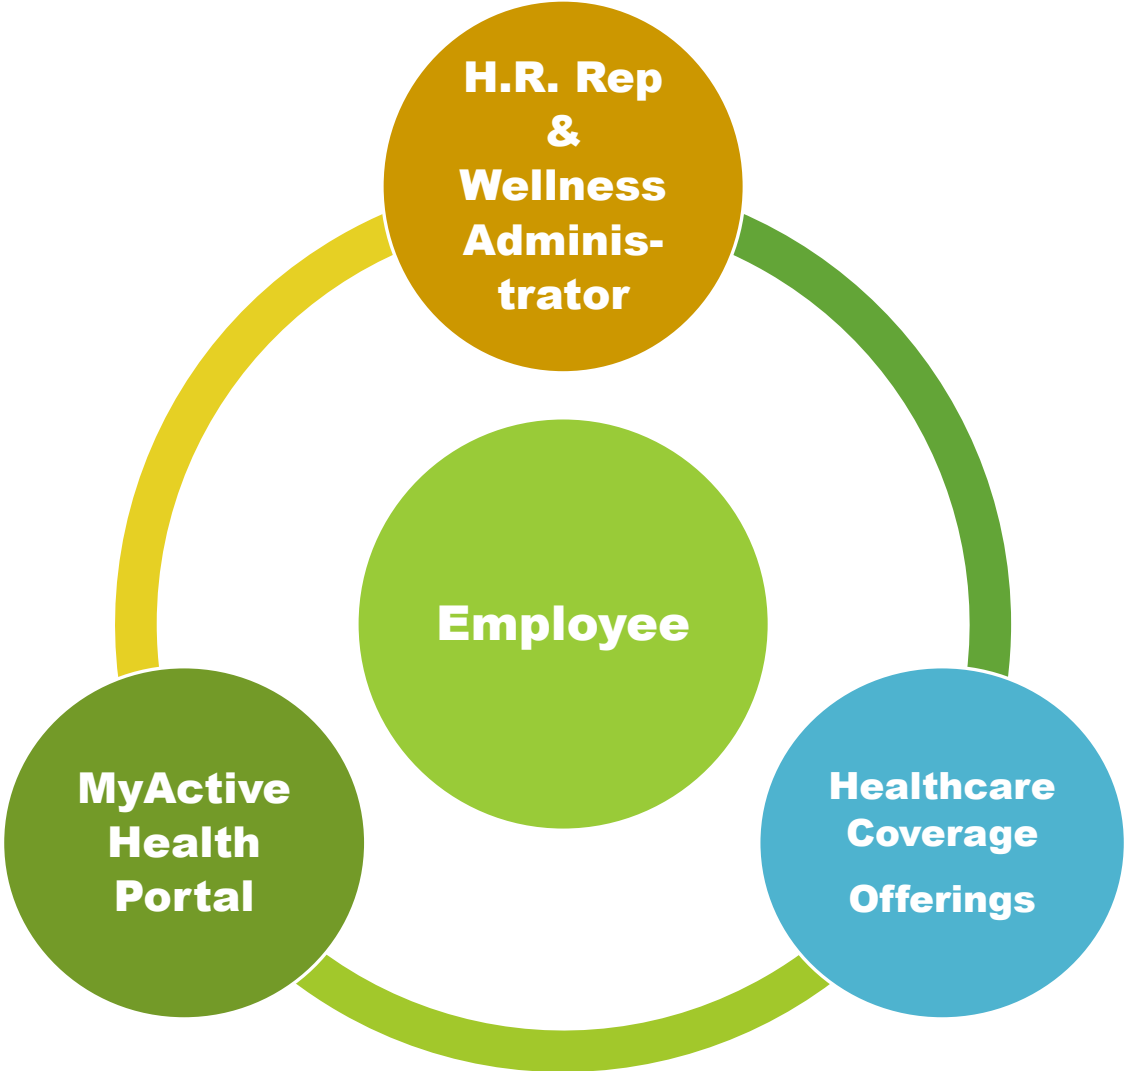 H.R. Rep
&
Wellness
Adminis-
trator
Employee
MyActive
Health
Portal
Healthcare
Coverage
Offerings